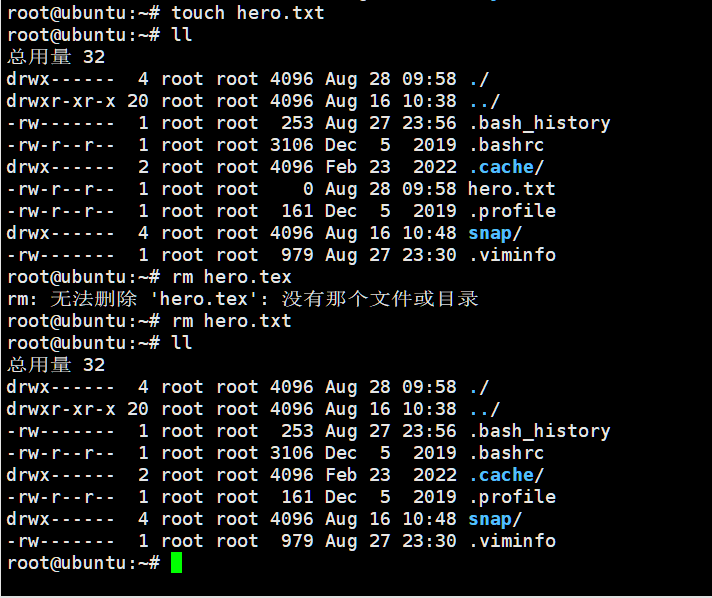 root@ubuntu:~# touch hero.txt
root@ubuntu:~# ll
总用量 32
drwx------  4 root root 4096 Aug 28 09:58 ./
drwxr-xr-x 20 root root 4096 Aug 16 10:38 ../
-rw-------  1 root root  253 Aug 27 23:56 .bash_history
-rw-r--r--  1 root root 3106 Dec  5  2019 .bashrc
drwx------  2 root root 4096 Feb 23  2022 .cache/
-rw-r--r--  1 root root    0 Aug 28 09:58 hero.txt
-rw-r--r--  1 root root  161 Dec  5  2019 .profile
drwx------  4 root root 4096 Aug 16 10:48 snap/
-rw-------  1 root root  979 Aug 27 23:30 .viminfo
root@ubuntu:~# rm hero.tex
rm: 无法删除 'hero.tex': 没有那个文件或目录
root@ubuntu:~# rm hero.txt
root@ubuntu:~# ll
总用量 32
drwx------  4 root root 4096 Aug 28 09:58 ./
drwxr-xr-x 20 root root 4096 Aug 16 10:38 ../
-rw-------  1 root root  253 Aug 27 23:56 .bash_history
-rw-r--r--  1 root root 3106 Dec  5  2019 .bashrc
drwx------  2 root root 4096 Feb 23  2022 .cache/
-rw-r--r--  1 root root  161 Dec  5  2019 .profile
drwx------  4 root root 4096 Aug 16 10:48 snap/
-rw-------  1 root root  979 Aug 27 23:30 .viminfo
root@ubuntu:~#